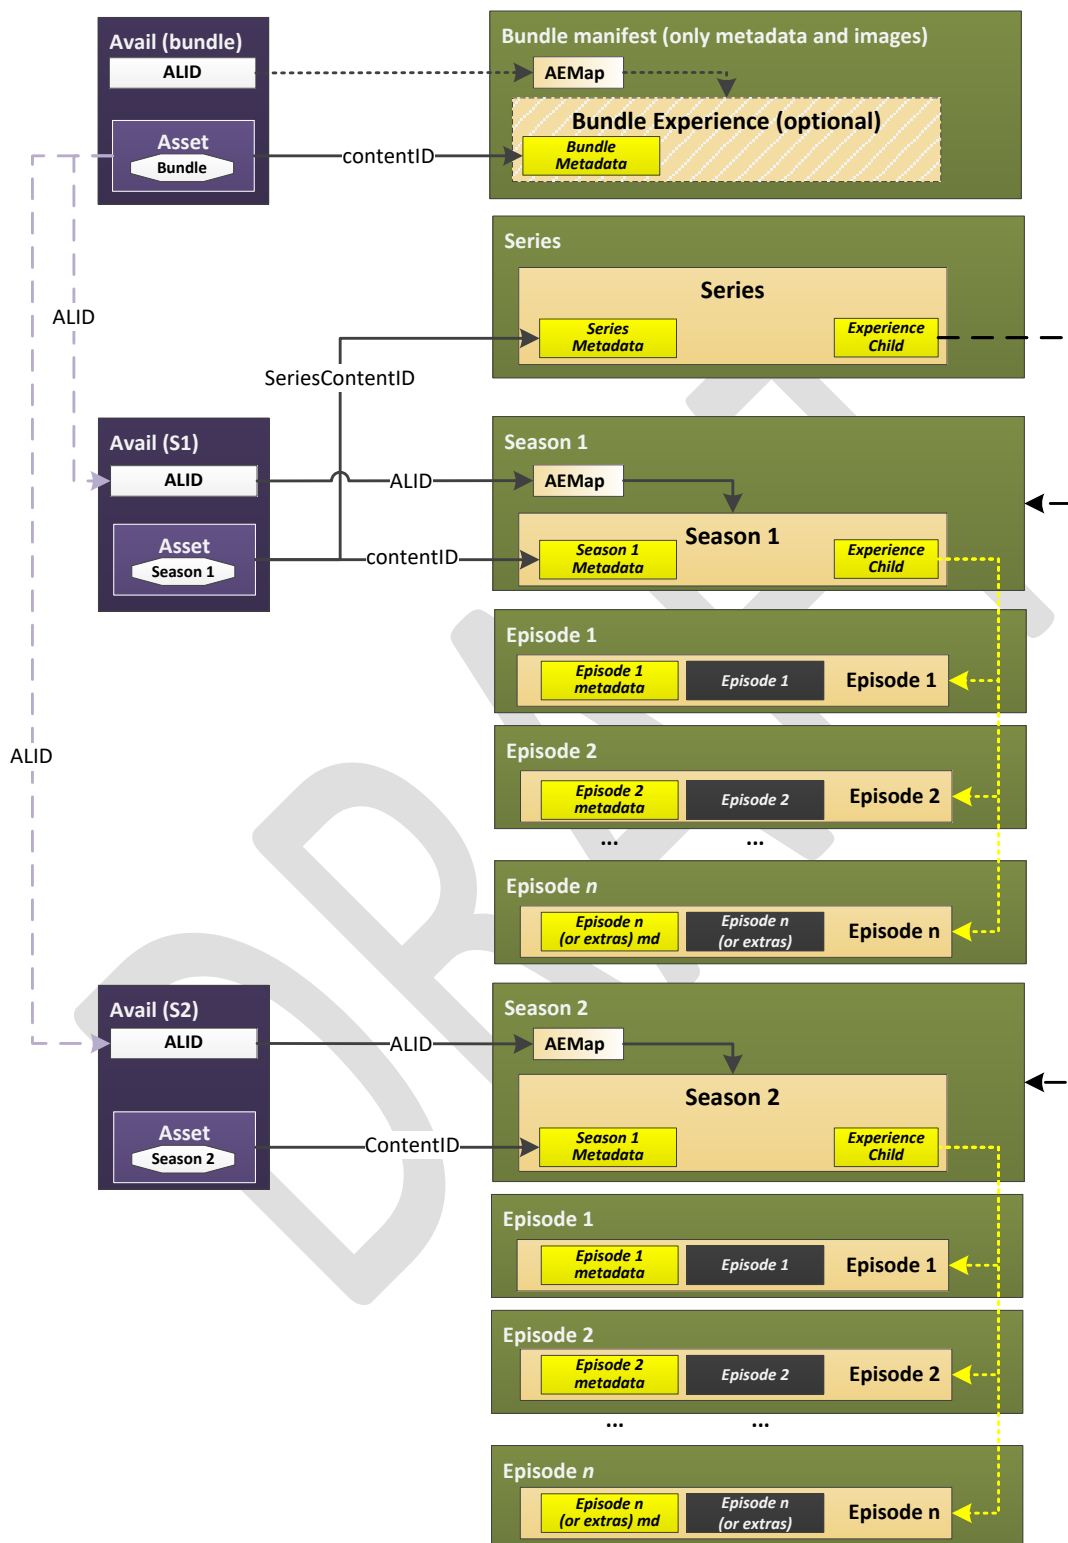 Avail (bundle)
ALID
Asset
Bundle
Bundle manifest (only metadata and images)
AEMap
Bundle Experience (optional)
Bundle
Metadata
contentID
Series
Series
Series
Metadata
Experience
Child
ALID
SeriesContentID
Avail (S1)
ALID
Asset
Season 1
ALID
contentID
Season 1
AEMap
Season 1
Season 1
Metadata
Experience
Child
Episode 1
Episode 1
metadata
Episode 1
Episode 1
Episode 2
Episode 2
metadata
Episode 2
Episode 2
...
...
Episode n
Episode n
(or extras) md
Episode n
(or extras)
Episode n
ALID
Avail (S2)
ALID
Asset
Season 2
ALID
ContentID
Season 2
AEMap
Season 2
Season 1
Metadata
Experience
Child
Episode 1
Episode 1
metadata
Episode 1
Episode 1
Episode 2
Episode 2
metadata
Episode 2
Episode 2
...
...
Episode n
Episode n
(or extras) md
Episode n
(or extras)
Episode n
DRAFT